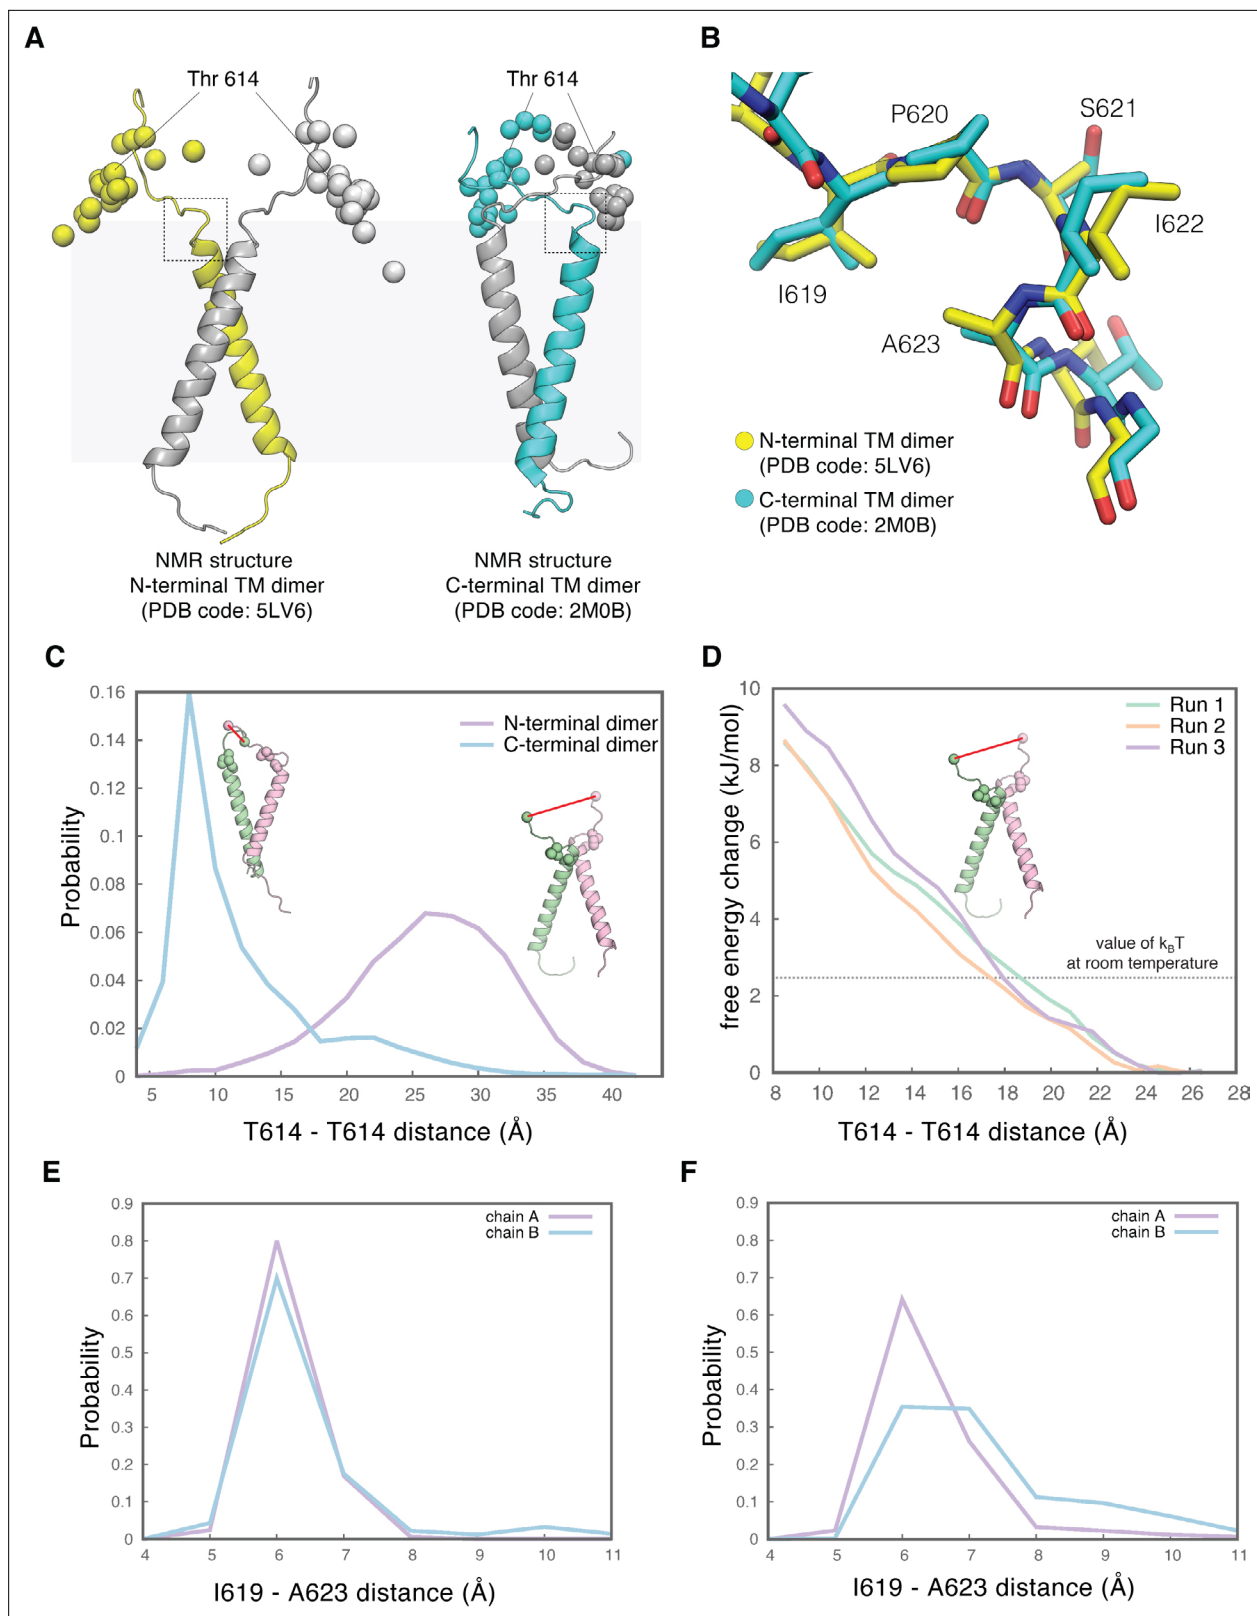 A
Thr 614
Thr 614
NMR structure
N-terminal TM dimer
(PDB code: 5LV6)
NMR structure
C-terminal TM dimer
(PDB code: 2M0B)
B
P620
S621
I622
I619
A623
N-terminal TM dimer
(PDB code: 5LV6)
C-terminal TM dimer
(PDB code: 2M0B)
C
0.16
0.14
0.12
0.1
0.08
0.06
0.04
0.02
0
Probability
N-terminal dimer
C-terminal dimer
5 10 15 20 25 30 35 40
T614 - T614 distance (Å)
D
10
8
6
4
2
0
free energy change (kJ/mol)
Run 1
Run 2
Run 3
value of kBT
at room temperature
8 10 12 14 16 18 20 22 24 26 28
T614 - T614 distance (Å)
E
0.9
0.8
0.7
0.6
0.5
0.4
0.3
0.2
0.1
0
Probability
chain A
chain B
4 5 6 7 8 9 10 11
I619 - A623 distance (Å)
F
0.9
0.8
0.7
0.6
0.5
0.4
0.3
0.2
0.1
0
Probability
chain A
chain B
4 5 6 7 8 9 10 11
I619 - A623 distance (Å)